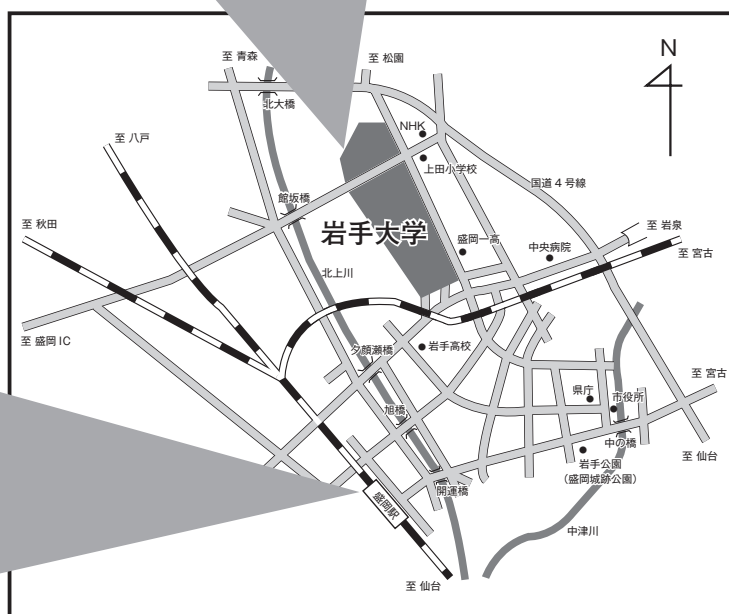 至 青森
至 松園
N
北大橋
至 八戸
NHK
上田小学校
国道４号線
館坂橋
至 秋田
岩手大学
盛岡一高
中央病院
至 岩泉
至 宮古
北上川
至 盛岡IC
夕顔瀬橋
岩手高校
至 宮古
県庁
市役所
旭橋
中の橋
至 仙台
岩手公園
(盛岡城跡公園)
開運橋
盛岡駅
中津川
至 仙台